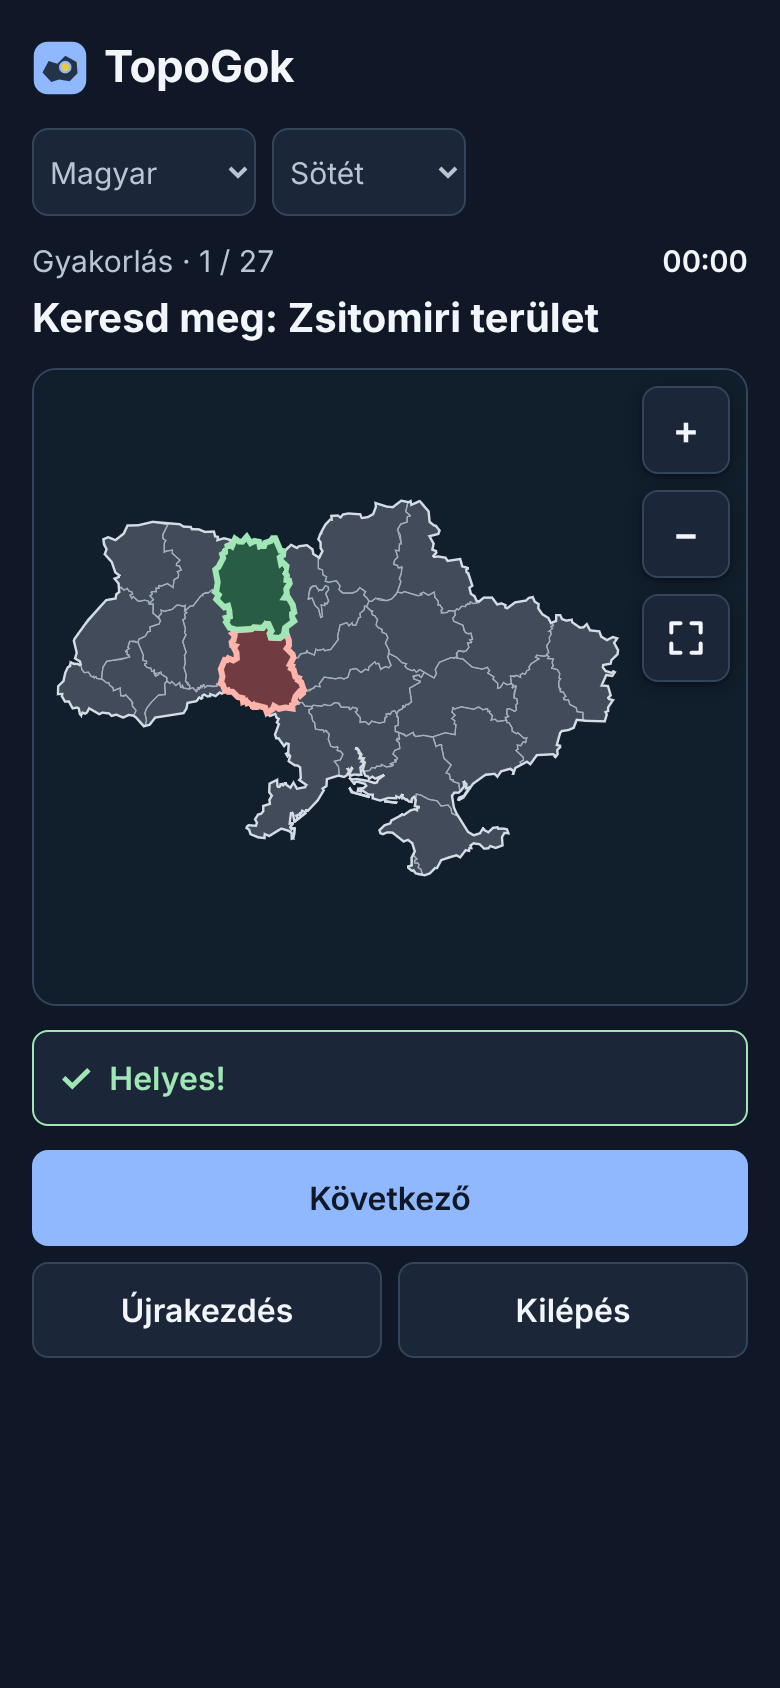 TopoGok
Magyar
Sötét
Gyakorlás · 1 / 27
00:00
Keresd meg: Zsitomiri terület
+
−
Helyes!
Következő
Újrakezdés
Kilépés